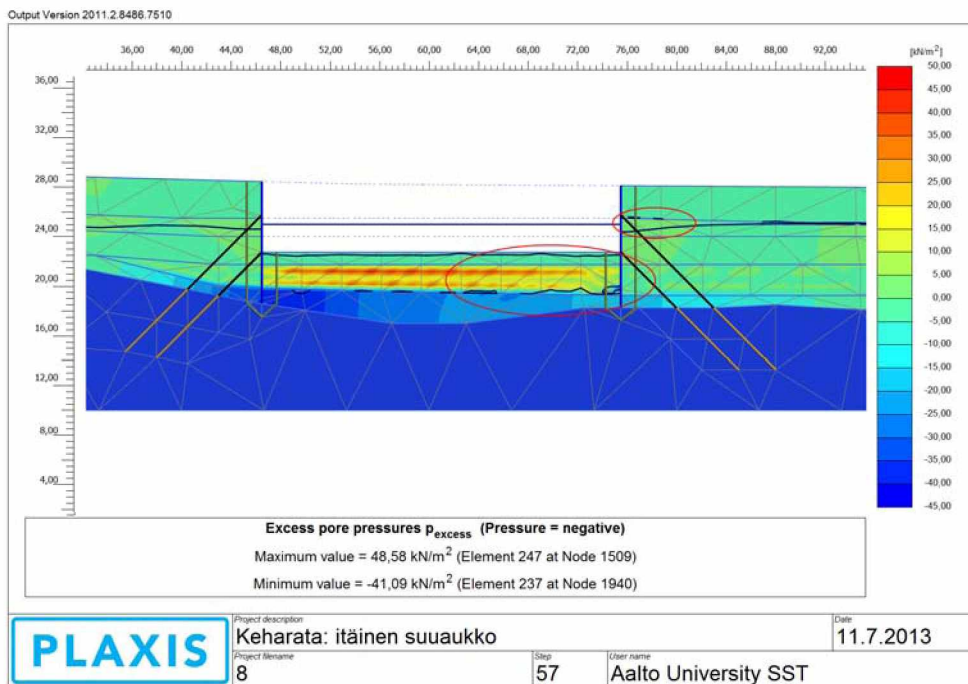 Output Version 2011.2.8486.7510
36,00 40,00 44,00 48,00 52,00 56,00 60,00 64,00 68,00 72,00 76,00 80,00 84,00 88,00 92,00
[kN/m²]
36,00
32,00
28,00
24,00
20,00
16,00
12,00
8,00
4,00
50,00
45,00
40,00
35,00
30,00
25,00
20,00
15,00
10,00
5,00
0,00
-5,00
-10,00
-15,00
-20,00
-25,00
-30,00
-35,00
-40,00
-45,00
Excess pore pressures p_excess (Pressure = negative)
Maximum value = 48,58 kN/m² (Element 247 at Node 1509)
Minimum value = -41,09 kN/m² (Element 237 at Node 1940)
PLAXIS
Project description
Keharata: itäinen suuaukko
Date
11.7.2013
Project filename
8
Step
57
User name
Aalto University SST